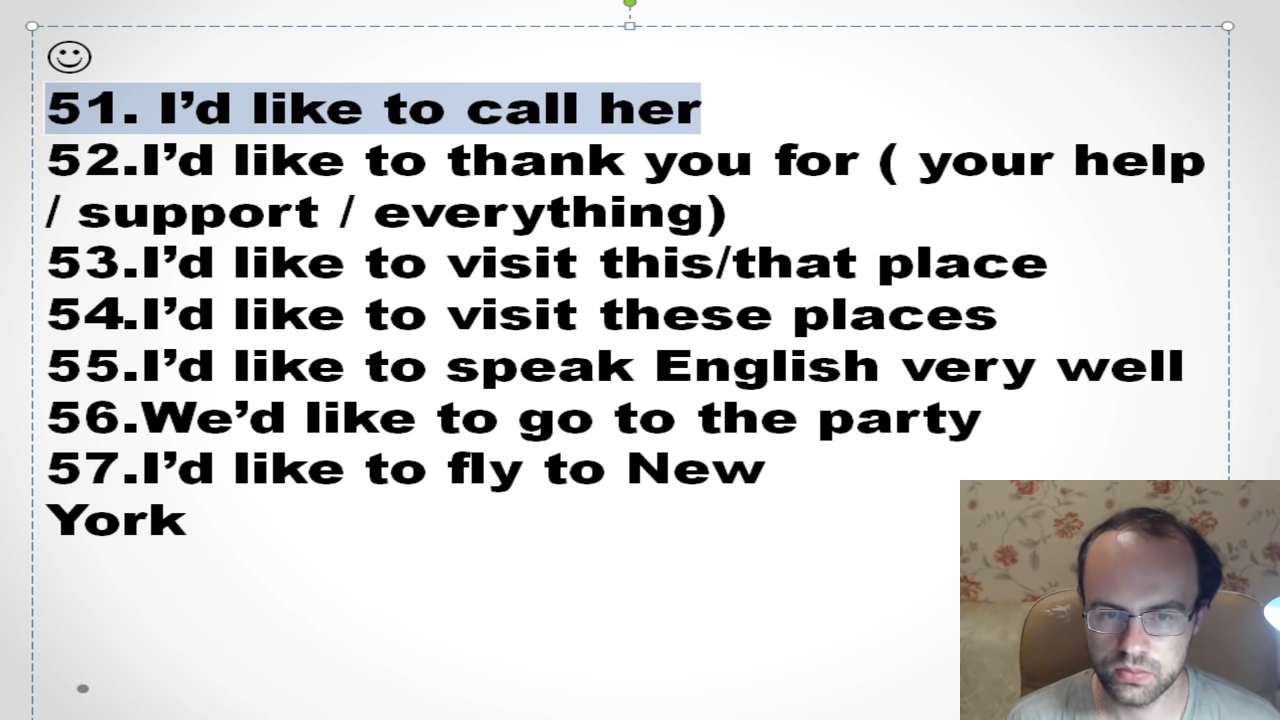 51. I’d like to call her
52.I’d like to thank you for ( your help
/ support / everything)
53.I’d like to visit this/that place
54.I’d like to visit these places
55.I’d like to speak English very well
56.We’d like to go to the party
57.I’d like to fly to New
York